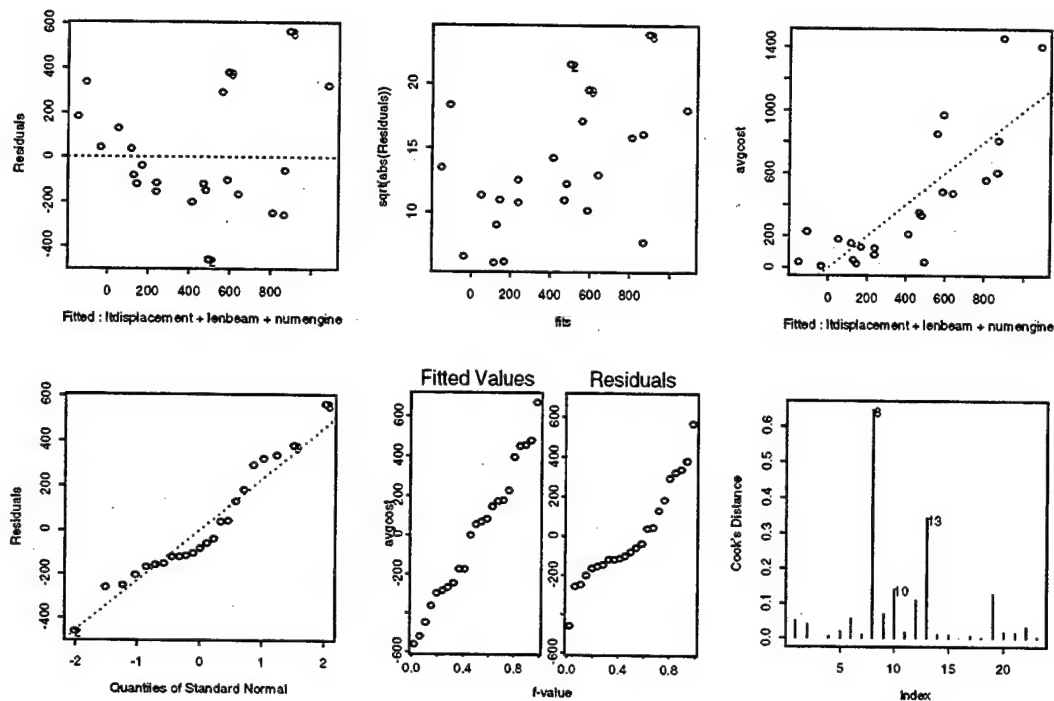 600
400
200
0
-200
-400
Residuals
0 200 400 600 800
Fitted : ltdisplacement + lenbeam + numengine
20
15
10
sqrt(abs(Residuals))
0 200 400 600 800
fits
1400
1000
600
200
0
avgcost
0 200 400 600 800
Fitted : ltdisplacement + lenbeam + numengine
600
400
200
0
-200
-400
Residuals
-2 -1 0 1 2
Quantiles of Standard Normal
Fitted Values
Residuals
600
400
200
0
-200
-600
avgcost
0.0 0.4 0.8
600
400
200
0
-200
-600
0.0 0.4 0.8
f-value
0.6
0.5
0.4
0.3
0.2
0.1
0.0
Cook's Distance
8
13
10
5 10 15 20
Index